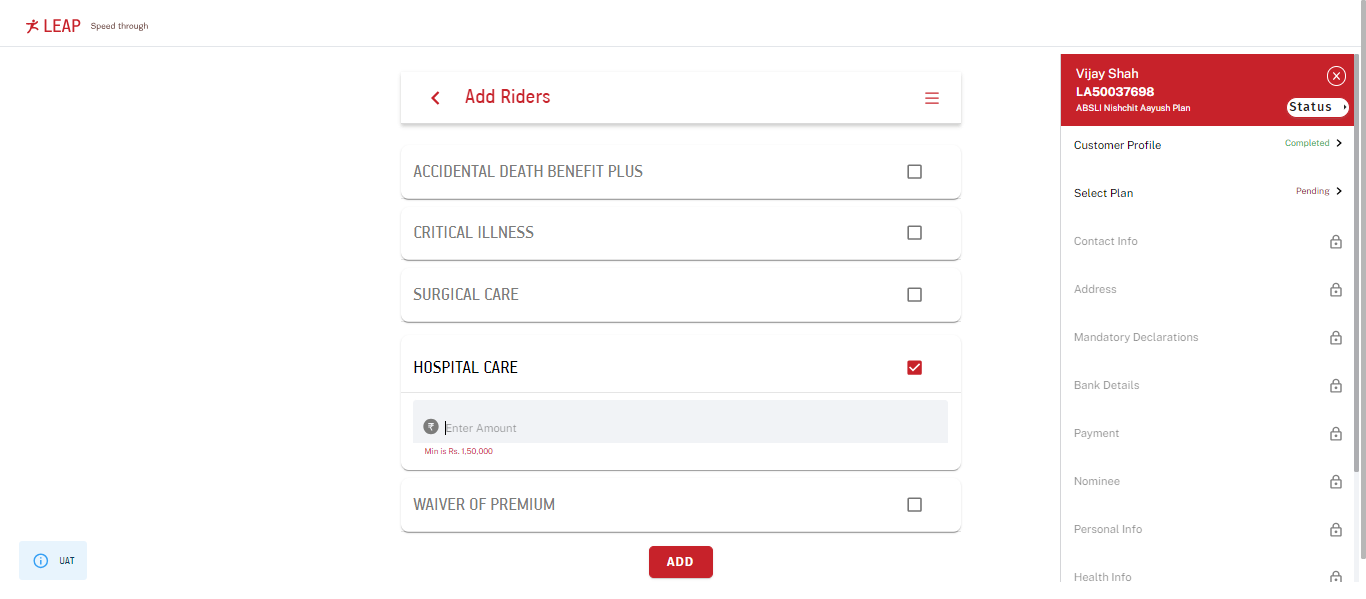 LEAP Speed through
Add Riders
ACCIDENTAL DEATH BENEFIT PLUS
CRITICAL ILLNESS
SURGICAL CARE
HOSPITAL CARE
₹ Enter Amount
Min is Rs. 1,50,000
WAIVER OF PREMIUM
ADD
UAT
Vijay Shah
LA50037698
ABSLI Nishchit Aayush Plan
Status
Customer Profile Completed
Select Plan Pending
Contact Info
Address
Mandatory Declarations
Bank Details
Payment
Nominee
Personal Info
Health Info